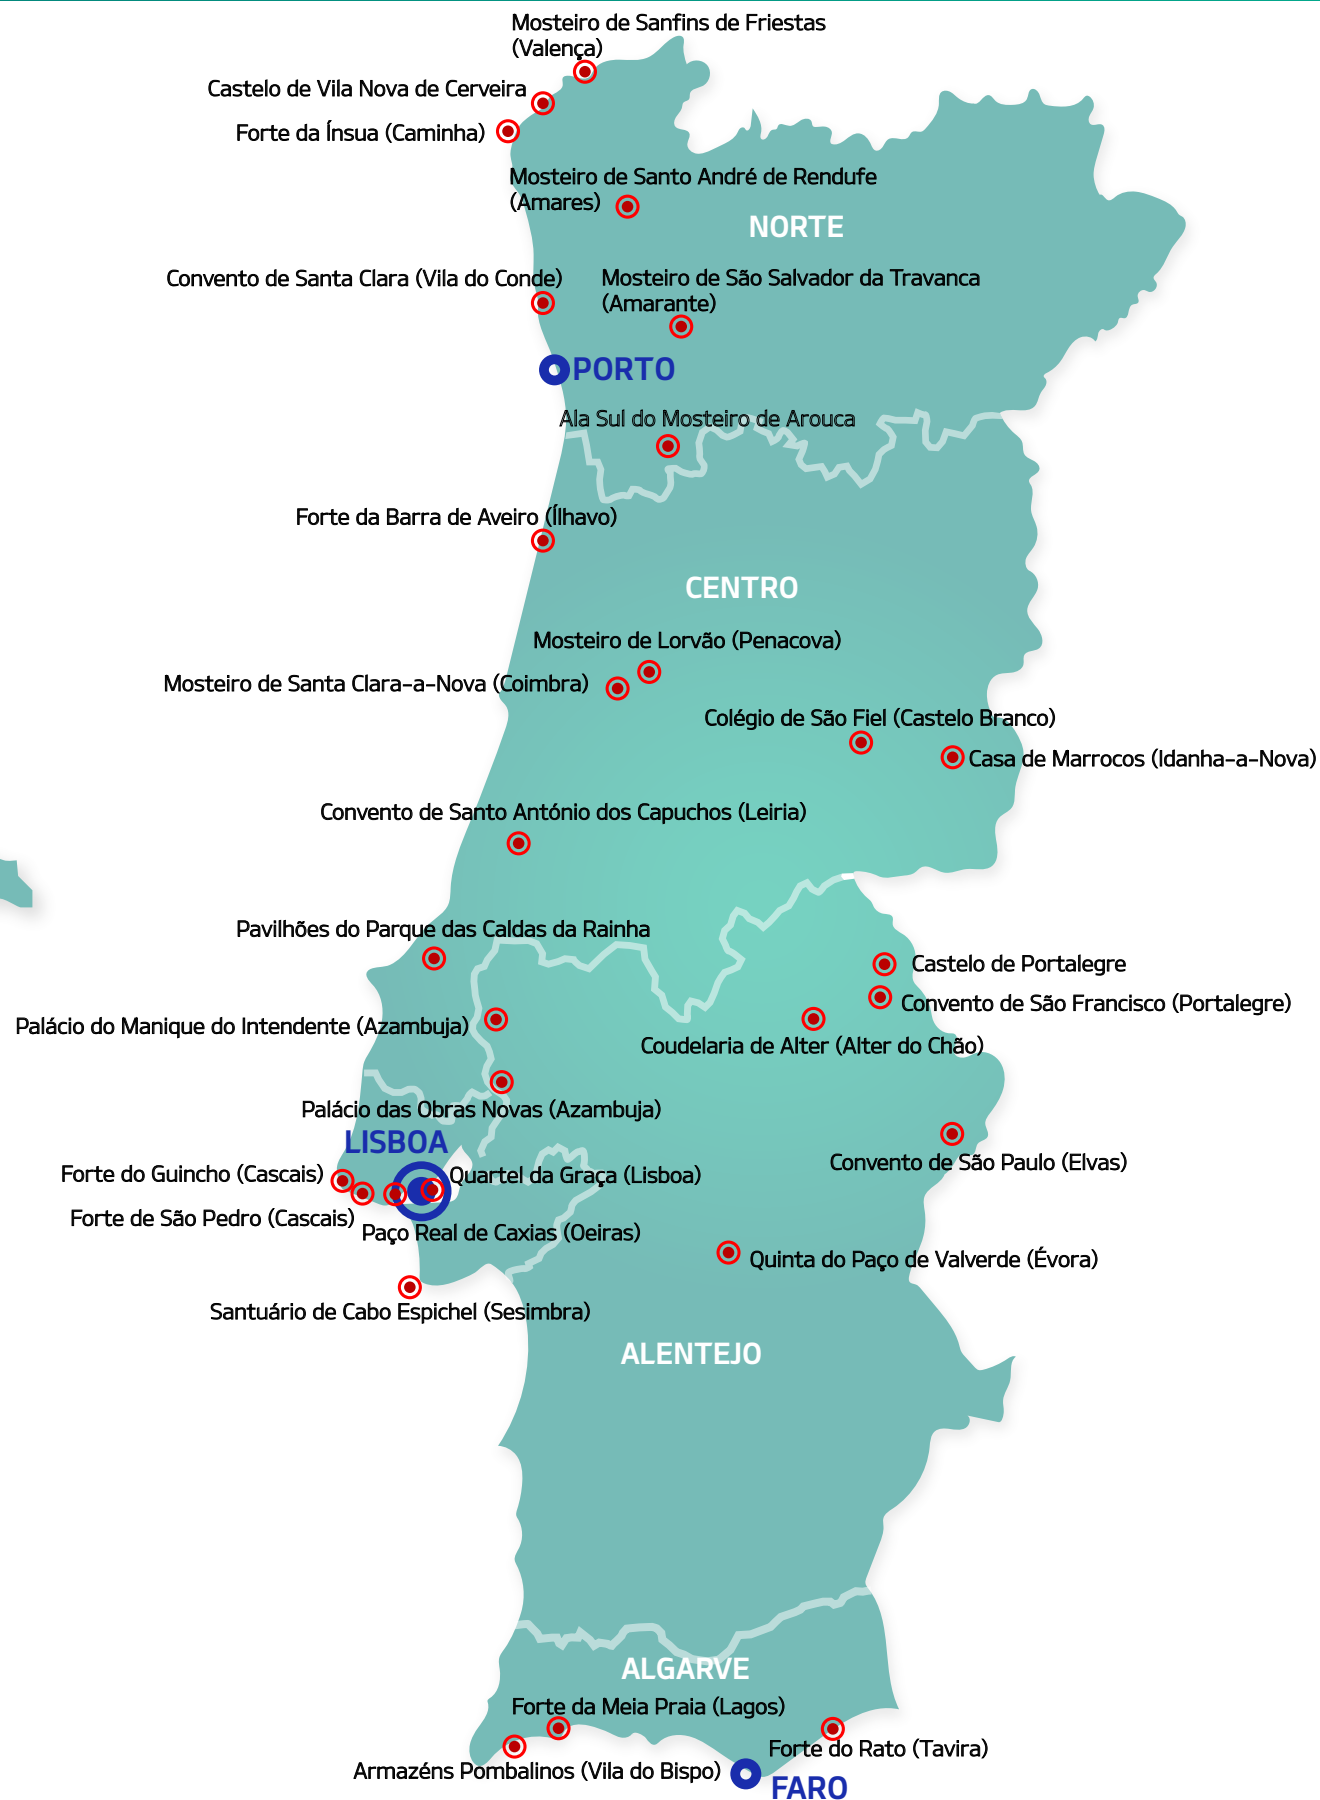 Mosteiro de Sanfins de Friestas
(Valença)
Castelo de Vila Nova de Cerveira
Forte da Ínsua (Caminha)
Mosteiro de Santo André de Rendufe
(Amares)
NORTE
Convento de Santa Clara (Vila do Conde)
Mosteiro de São Salvador da Travanca
(Amarante)
PORTO
Ala Sul do Mosteiro de Arouca
Forte da Barra de Aveiro (Ílhavo)
CENTRO
Mosteiro de Lorvão (Penacova)
Mosteiro de Santa Clara-a-Nova (Coimbra)
Colégio de São Fiel (Castelo Branco)
Casa de Marrocos (Idanha-a-Nova)
Convento de Santo António dos Capuchos (Leiria)
Pavilhões do Parque das Caldas da Rainha
Castelo de Portalegre
Convento de São Francisco (Portalegre)
Palácio do Manique do Intendente (Azambuja)
Coudelaria de Alter (Alter do Chão)
Palácio das Obras Novas (Azambuja)
LISBOA
Convento de São Paulo (Elvas)
Forte do Guincho (Cascais)
Quartel da Graça (Lisboa)
Forte de São Pedro (Cascais)
Paço Real de Caxias (Oeiras)
Quinta do Paço de Valverde (Évora)
Santuário de Cabo Espichel (Sesimbra)
ALENTEJO
ALGARVE
Forte da Meia Praia (Lagos)
Forte do Rato (Tavira)
Armazéns Pombalinos (Vila do Bispo)
FARO